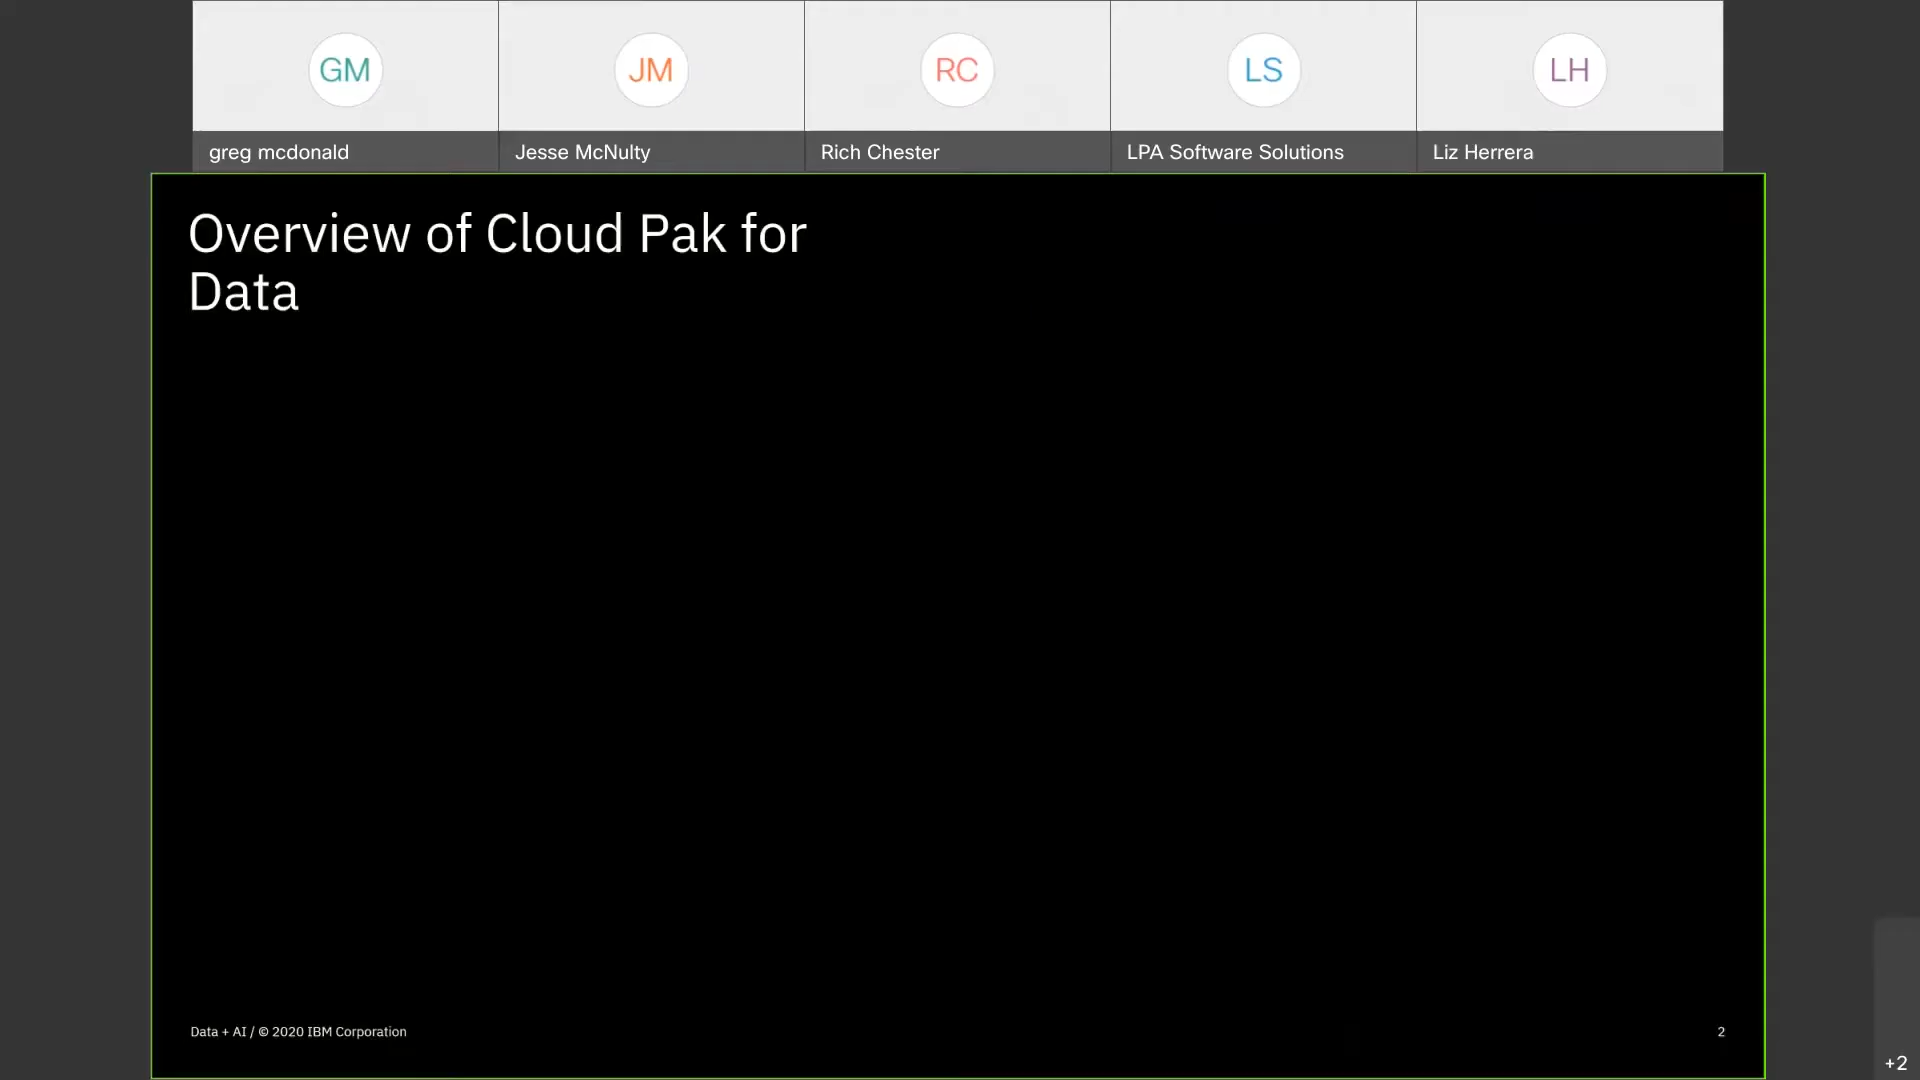 GM
JM
RC
LS
LH
greg mcdonald
Jesse McNulty
Rich Chester
LPA Software Solutions
Liz Herrera
Overview of Cloud Pak for
Data
Data + AI / © 2020 IBM Corporation
2
+2